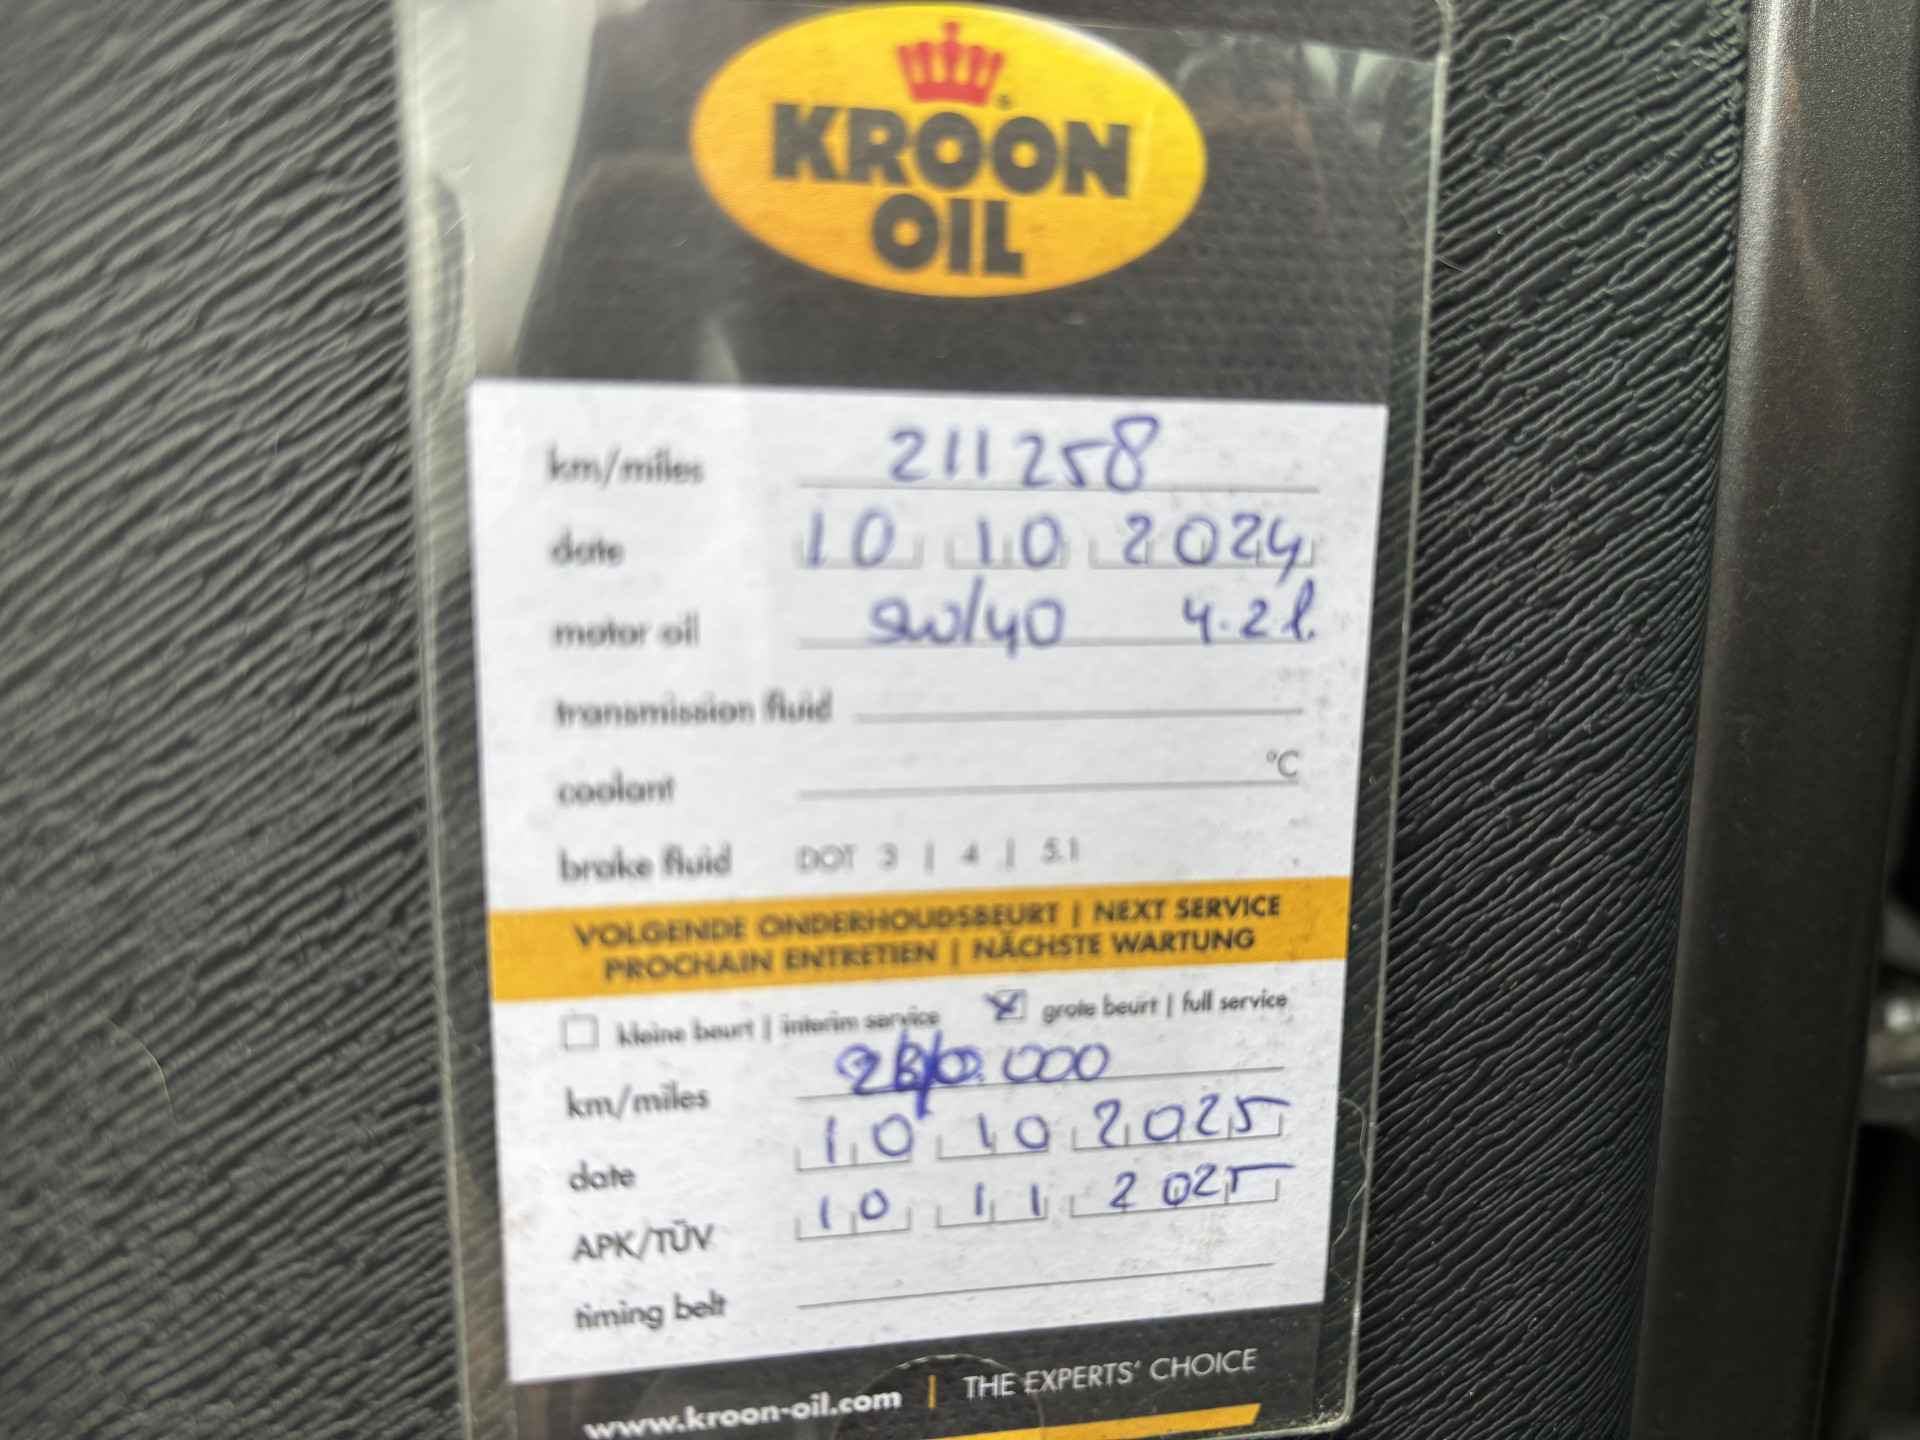 KROON
OIL
km/miles 211258
date 10 10 2024
motor oil 5w/40 4.2 l.
transmission fluid
coolant °C
brake fluid DOT 3 | 4 | 5.1
VOLGENDE ONDERHOUDSBEURT | NEXT SERVICE
PROCHAIN ENTRETIEN | NÄCHSTE WARTUNG
kleine beurt | interim service x grote beurt | full service
km/miles
date 10 10 2025
APK/TÜV 10 11 2025
timing belt
www.kroon-oil.com | THE EXPERTS' CHOICE